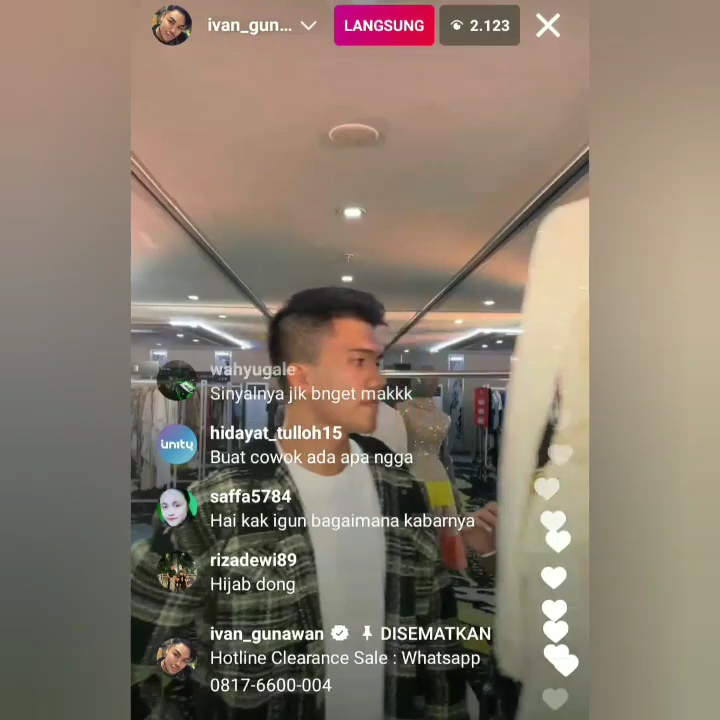 ivan_gun...
LANGSUNG
2.123
wahyugale
Sinyalnya jlk bnget makkk
unity
hidayat_tulloh15
Buat cowok ada apa ngga
saffa5784
Hai kak igun bagaimana kabarnya
rizadewi89
Hijab dong
ivan_gunawan DISEMATKAN
Hotline Clearance Sale : Whatsapp
0817-6600-004